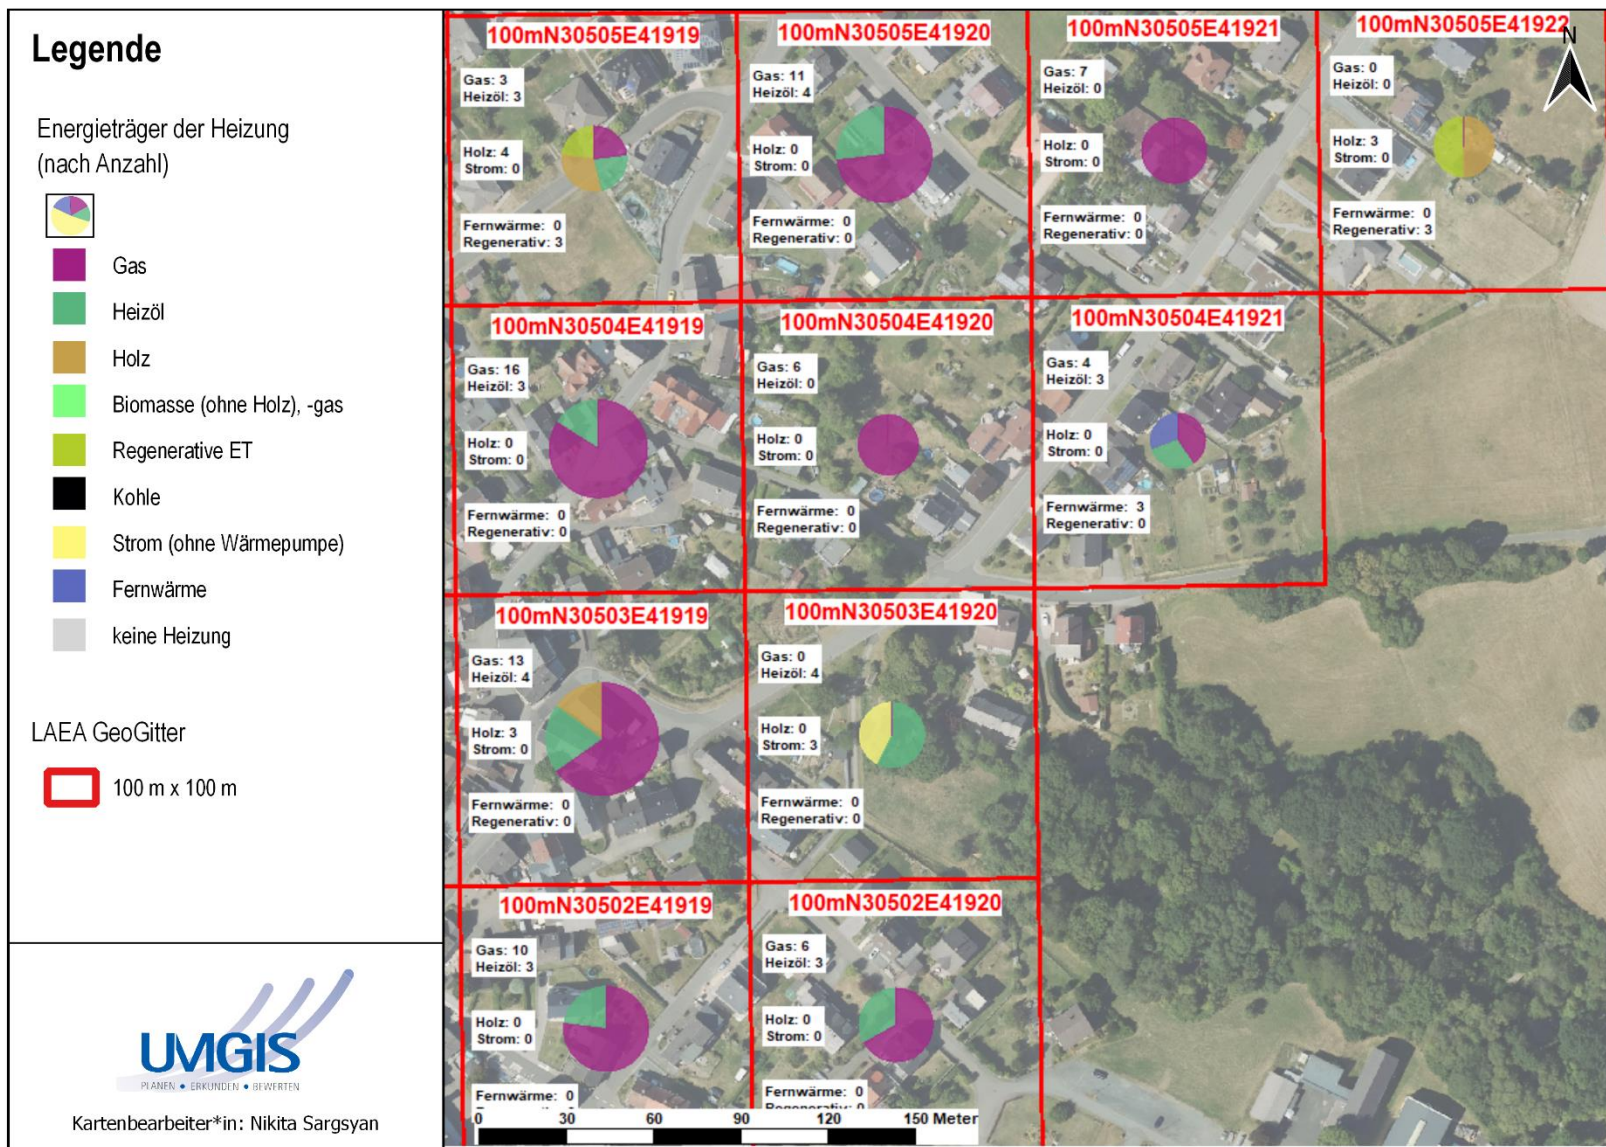 Legende
Energieträger der Heizung
(nach Anzahl)
Gas
Heizöl
Holz
Biomasse (ohne Holz), -gas
Regenerative ET
Kohle
Strom (ohne Wärmepumpe)
Fernwärme
keine Heizung
LAEA GeoGitter
100 m x 100 m
UMGIS
PLANEN • ERKUNDEN • BEWERTEN
Kartenbearbeiter*in: Nikita Sargsyan
100mN30505E41919
Gas: 3
Heizöl: 3
Holz: 4
Strom: 0
Fernwärme: 0
Regenerativ: 3
100mN30505E41920
Gas: 11
Heizöl: 4
Holz: 0
Strom: 0
Fernwärme: 0
Regenerativ: 0
100mN30505E41921
Gas: 7
Heizöl: 0
Holz: 0
Strom: 0
Fernwärme: 0
Regenerativ: 0
100mN30505E41922
N
Gas: 0
Heizöl: 0
Holz: 3
Strom: 0
Fernwärme: 0
Regenerativ: 3
100mN30504E41919
Gas: 16
Heizöl: 3
Holz: 0
Strom: 0
Fernwärme: 0
Regenerativ: 0
100mN30504E41920
Gas: 6
Heizöl: 0
Holz: 0
Strom: 0
Fernwärme: 0
Regenerativ: 0
100mN30504E41921
Gas: 4
Heizöl: 3
Holz: 0
Strom: 0
Fernwärme: 3
Regenerativ: 0
100mN30503E41919
Gas: 13
Heizöl: 4
Holz: 3
Strom: 0
Fernwärme: 0
Regenerativ: 0
100mN30503E41920
Gas: 0
Heizöl: 4
Holz: 0
Strom: 3
Fernwärme: 0
Regenerativ: 0
100mN30502E41919
Gas: 10
Heizöl: 3
Holz: 0
Strom: 0
Fernwärme: 0
100mN30502E41920
Gas: 6
Heizöl: 3
Holz: 0
Strom: 0
Fernwärme: 0
0 30 60 90 120 150 Meter